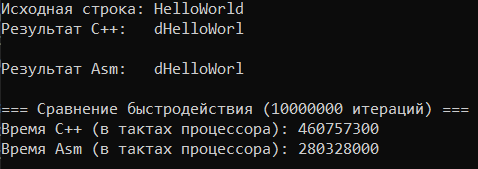 Исходная строка: HelloWorld
Результат C++:   dHelloWorl
Результат Asm:   dHelloWorl
=== Сравнение быстродействия (10000000 итераций) ===
Время C++ (в тактах процессора): 460757300
Время Asm (в тактах процессора): 280328000